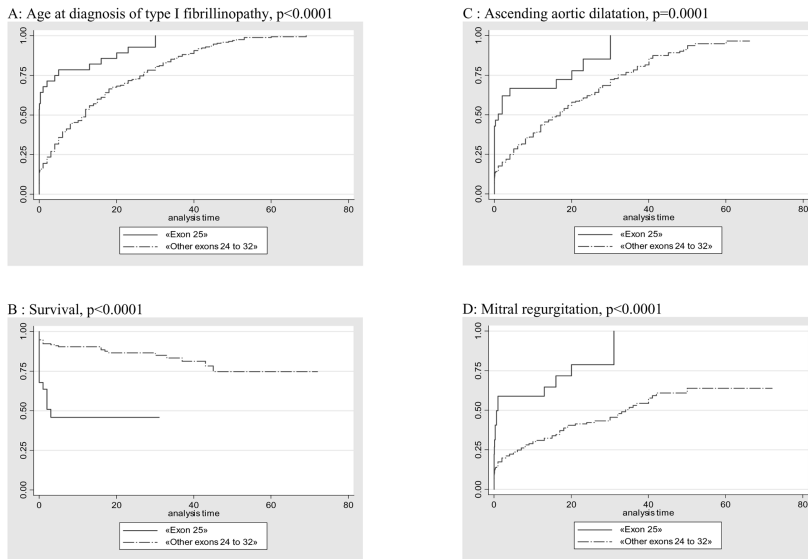 A: Age at diagnosis of type I fibrillinopathy, p<0.0001
1.00
0.75
0.50
0.25
0.00
0 20 40 60 80
analysis time
«Exon 25»
«Other exons 24 to 32»
B : Survival, p<0.0001
1.00
0.75
0.50
0.25
0.00
0 20 40 60 80
analysis time
«Exon 25»
«Other exons 24 to 32»
C : Ascending aortic dilatation, p=0.0001
1.00
0.75
0.50
0.25
0.00
0 20 40 60 80
analysis time
«Exon 25»
«Other exons 24 to 32»
D: Mitral regurgitation, p<0.0001
1.00
0.75
0.50
0.25
0.00
0 20 40 60 80
analysis time
«Exon 25»
«Other exons 24 to 32»